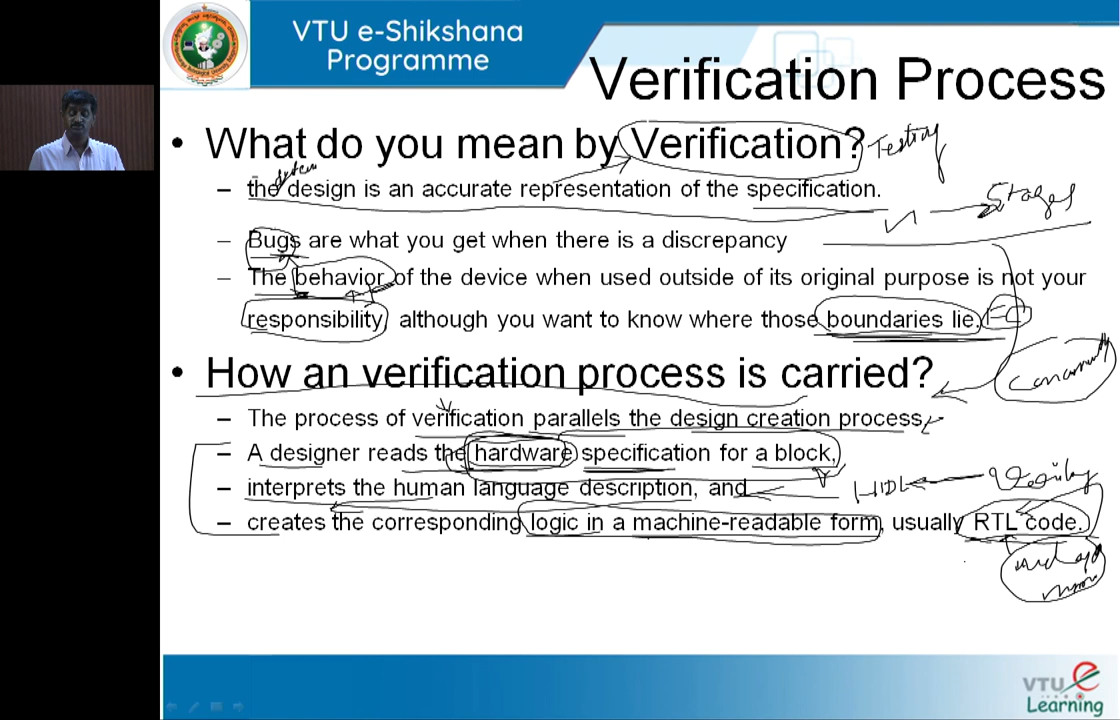 VTU e-Shikshana
Programme
Verification Process
• What do you mean by Verification? Testing
system
– the design is an accurate representation of the specification.
Stages
– Bugs are what you get when there is a discrepancy
– The behavior of the device when used outside of its original purpose is not your
responsibility, although you want to know where those boundaries lie.
• How an verification process is carried?
– The process of verification parallels the design creation process,
– A designer reads the hardware specification for a block,
– interprets the human language description, and
HDL
– creates the corresponding logic in a machine-readable form, usually RTL code.
VTU e
Learning